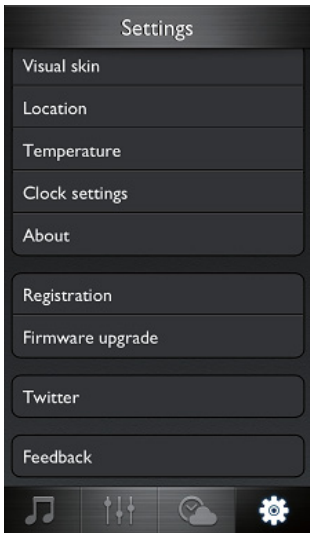 Settings
Visual skin
Location
Temperature
Clock settings
About
Registration
Firmware upgrade
Twitter
Feedback